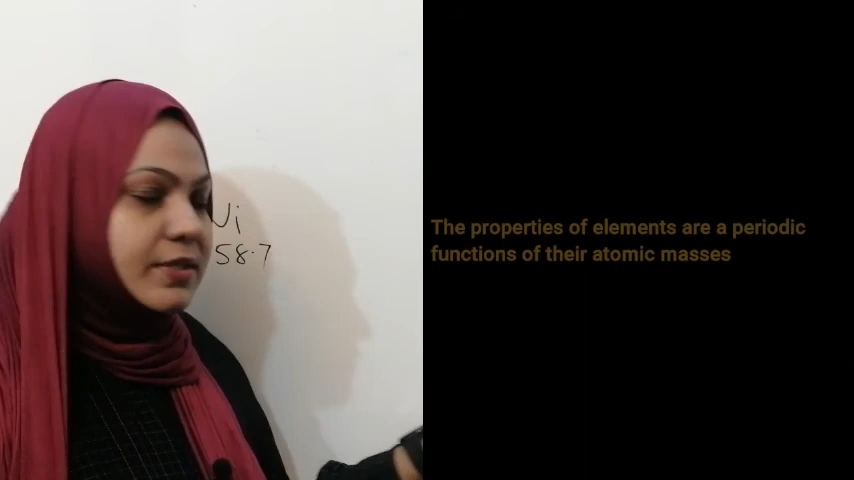 Ni
58.7
The properties of elements are a periodic
functions of their atomic masses